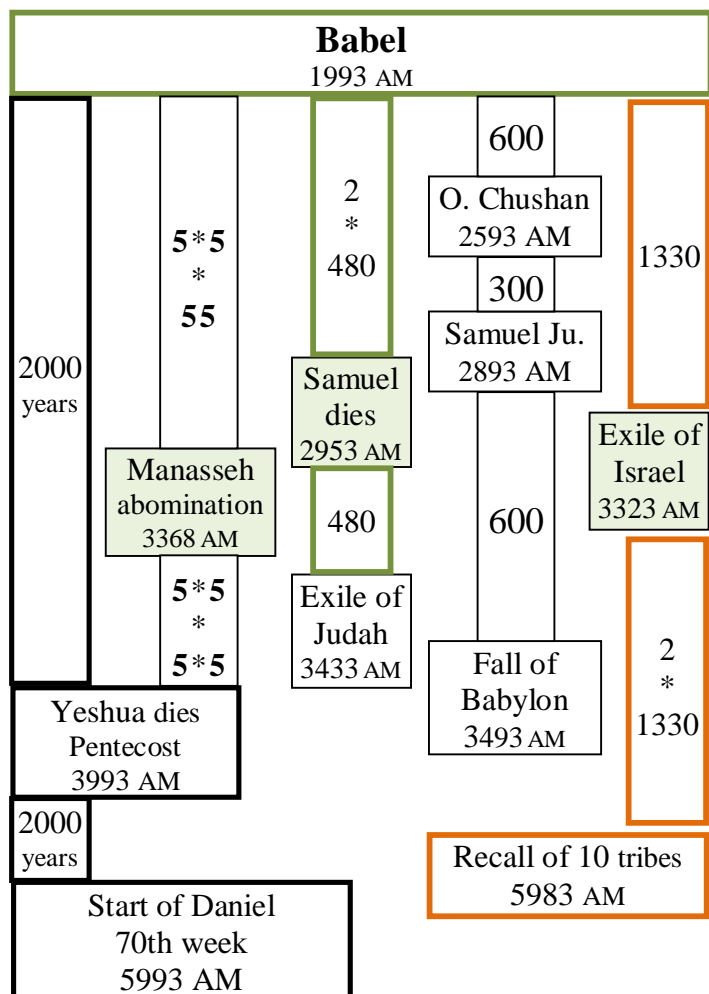 Babel
1993 AM
2000
years
5*5
*
55
Manasseh
abomination
3368 AM
5*5
*
5*5
Yeshua dies
Pentecost
3993 AM
2000
years
Start of Daniel
70th week
5993 AM
2
*
480
Samuel
dies
2953 AM
480
Exile of
Judah
3433 AM
600
O. Chushan
2593 AM
300
Samuel Ju.
2893 AM
600
Fall of
Babylon
3493 AM
1330
Exile of
Israel
3323 AM
2
*
1330
Recall of 10 tribes
5983 AM